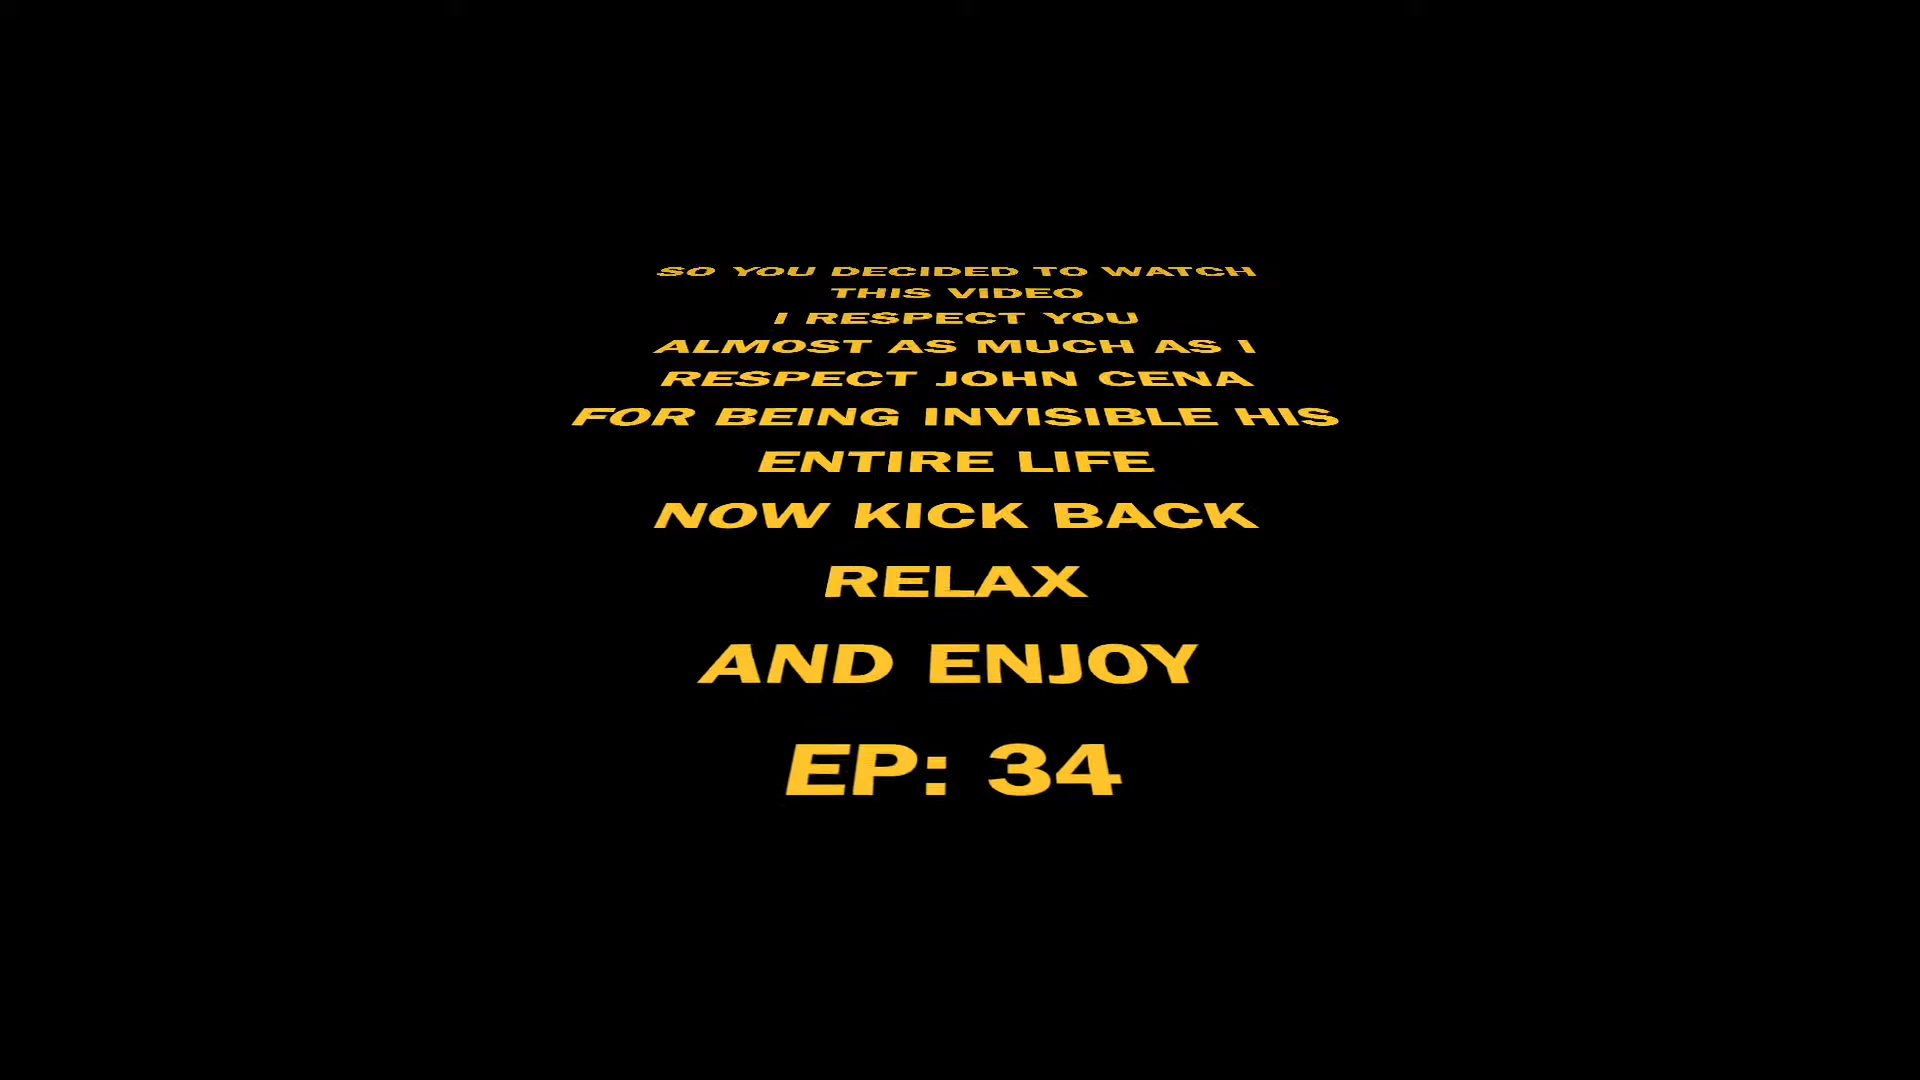 SO YOU DECIDED TO WATCH
THIS VIDEO
I RESPECT YOU
ALMOST AS MUCH AS I
RESPECT JOHN CENA
FOR BEING INVISIBLE HIS
ENTIRE LIFE
NOW KICK BACK
RELAX
AND ENJOY
EP: 34